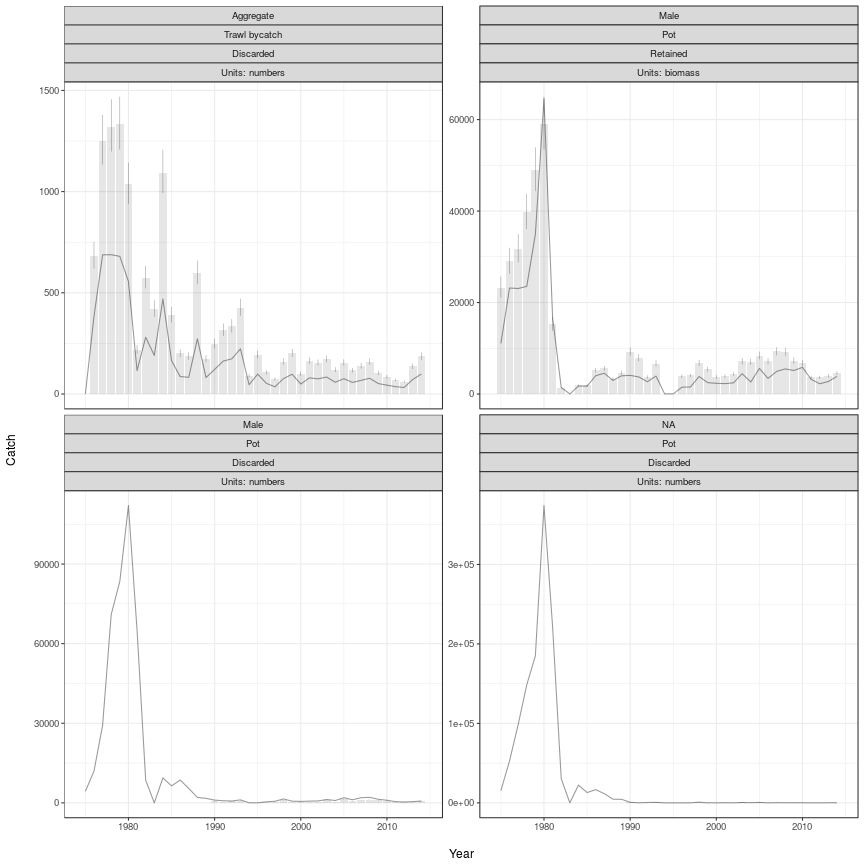 Aggregate
Trawl bycatch
Discarded
Units: numbers
1500
1000
500
0
Male
Pot
Retained
Units: biomass
60000
40000
20000
0
Male
Pot
Discarded
Units: numbers
90000
60000
30000
0
1980 1990 2000 2010
NA
Pot
Discarded
Units: numbers
3e+05
2e+05
1e+05
0e+00
1980 1990 2000 2010
Catch
Year